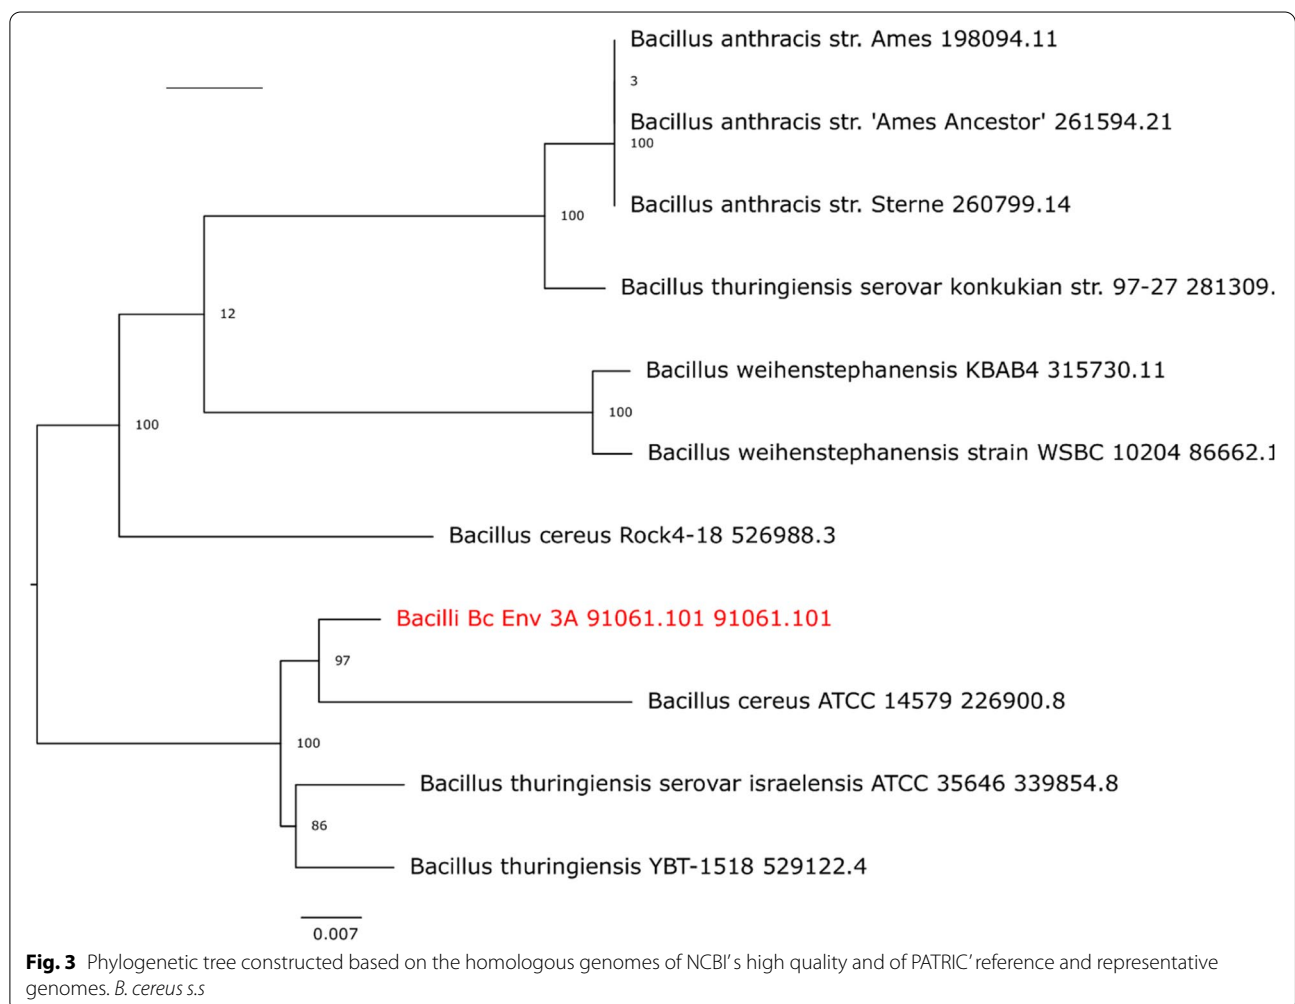 Bacillus anthracis str. Ames 198094.11
3
Bacillus anthracis str. 'Ames Ancestor' 261594.21
100
Bacillus anthracis str. Sterne 260799.14
100
Bacillus thuringiensis serovar konkukian str. 97-27 281309.
12
Bacillus weihenstephanensis KBAB4 315730.11
100
100
Bacillus weihenstephanensis strain WSBC 10204 86662.1
Bacillus cereus Rock4-18 526988.3
Bacilli Bc Env 3A 91061.101 91061.101
97
Bacillus cereus ATCC 14579 226900.8
100
Bacillus thuringiensis serovar israelensis ATCC 35646 339854.8
86
Bacillus thuringiensis YBT-1518 529122.4
0.007
Fig. 3 Phylogenetic tree constructed based on the homologous genomes of NCBI's high quality and of PATRIC' reference and representative
genomes. B. cereus s.s